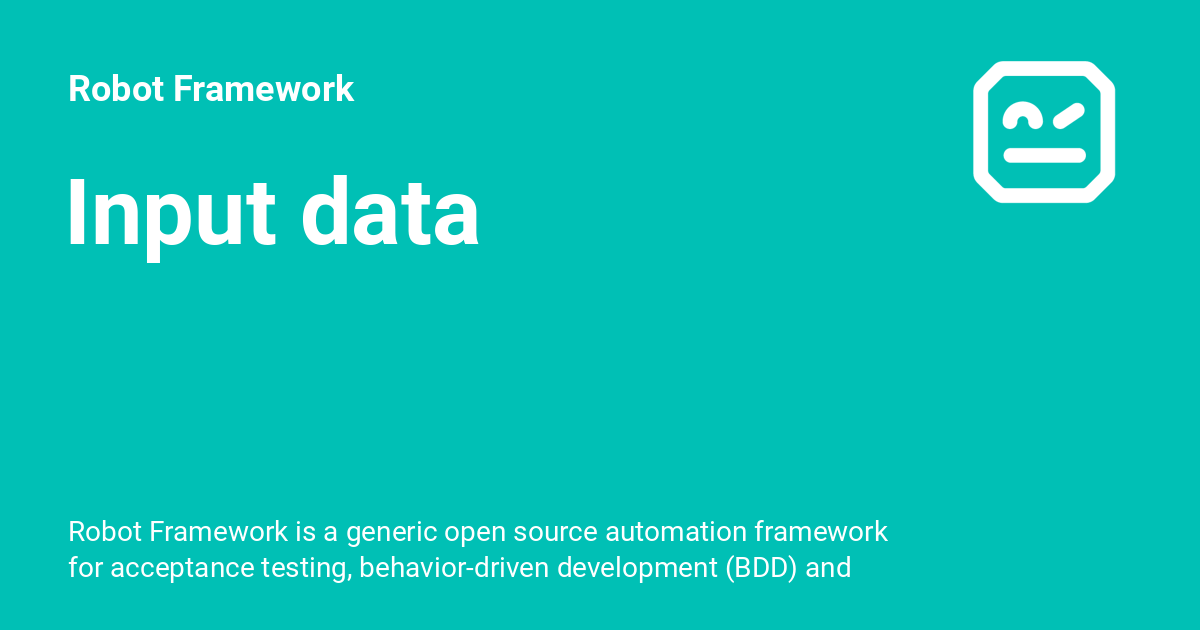 Robot Framework
Input data
Robot Framework is a generic open source automation framework
for acceptance testing, behavior-driven development (BDD) and